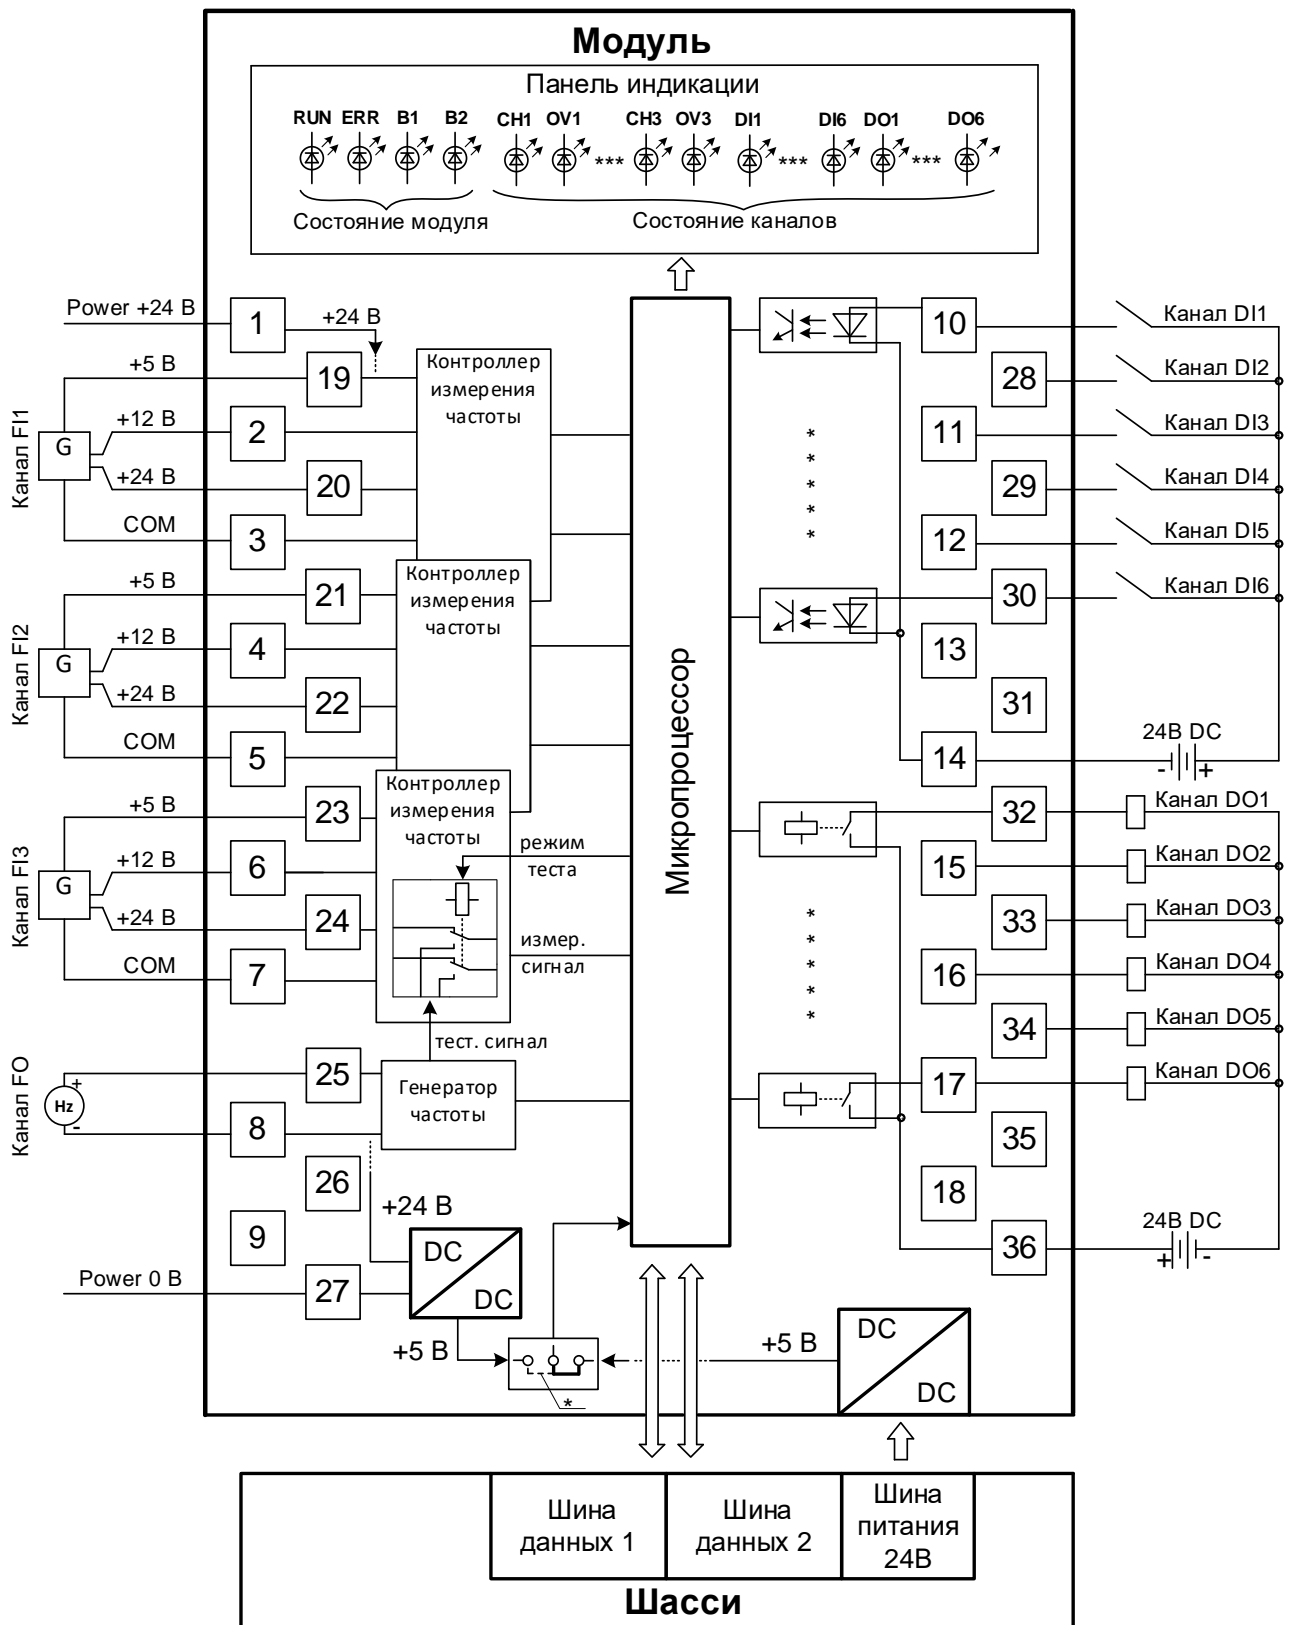 Модуль
Панель индикации
RUN ERR B1 B2 CH1 OV1 *** CH3 OV3 DI1 *** DI6 DO1 *** DO6
Состояние модуля
Состояние каналов
Power +24 В
1
+24 В
Канал FI1
G
+5 В
19
+12 В
2
+24 В
20
COM
3
Контроллер
измерения
частоты
Канал FI2
G
+5 В
21
+12 В
4
+24 В
22
COM
5
Контроллер
измерения
частоты
Канал FI3
G
+5 В
23
+12 В
6
+24 В
24
COM
7
Контроллер
измерения
частоты
режим
теста
измер.
сигнал
тест. сигнал
Канал FO
Hz
+
-
25
8
Генератор
частоты
26
9
+24 В
Power 0 В
27
DC
DC
+5 В
*
Микропроцессор
10
Канал DI1
28
Канал DI2
11
Канал DI3
29
Канал DI4
12
Канал DI5
30
Канал DI6
*
*
*
*
*
13
31
14
24В DC
- +
32
Канал DO1
15
Канал DO2
33
Канал DO3
16
Канал DO4
34
Канал DO5
17
Канал DO6
*
*
*
*
*
35
18
36
24В DC
+ -
+5 В
DC
DC
Шина
данных 1
Шина
данных 2
Шина
питания
24В
Шасси